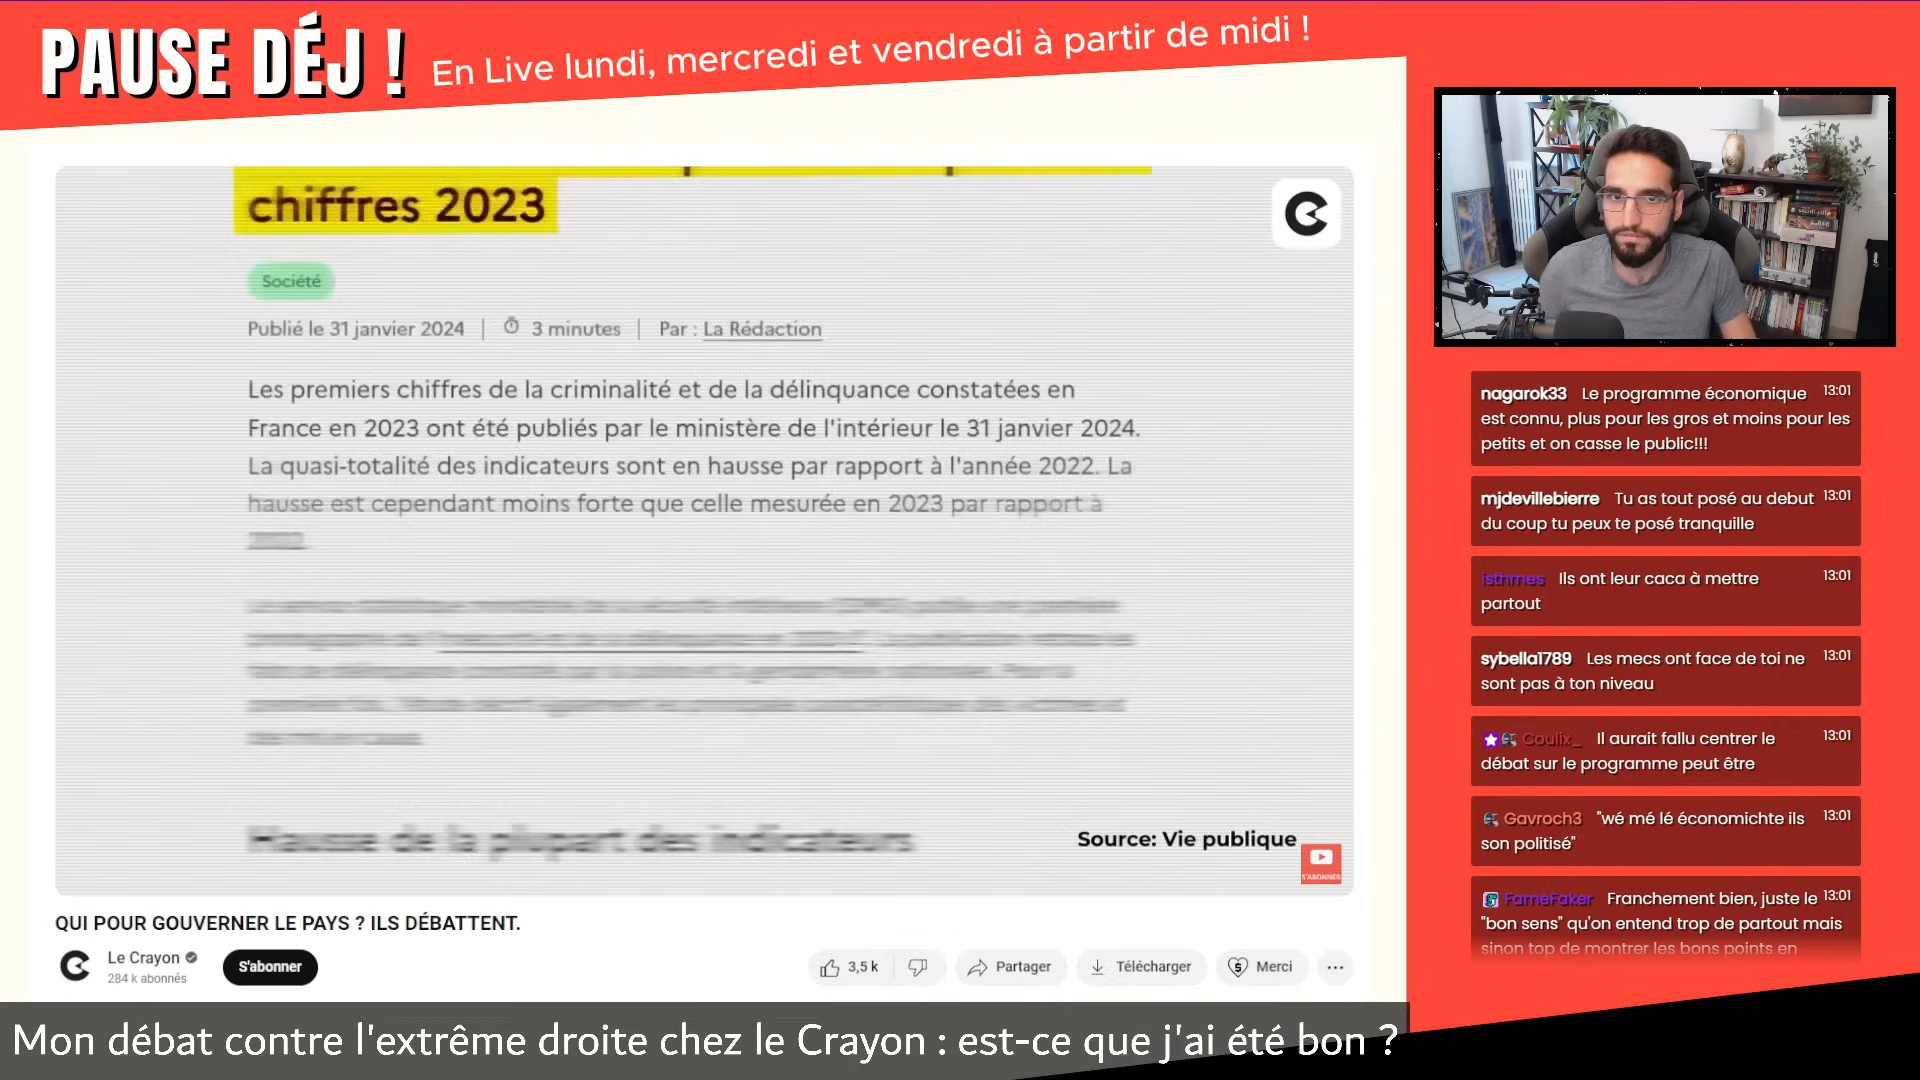 PAUSE DÉJ !
En Live lundi, mercredi et vendredi à partir de midi !
chiffres 2023
Société
Publié le 31 janvier 2024 | 3 minutes | Par : La Rédaction
Les premiers chiffres de la criminalité et de la délinquance constatées en
France en 2023 ont été publiés par le ministère de l'intérieur le 31 janvier 2024.
La quasi-totalité des indicateurs sont en hausse par rapport à l'année 2022. La
hausse est cependant moins forte que celle mesurée en 2023 par rapport à
Hausse de la plupart des indicateurs
Source: Vie publique
S'ABONNER
QUI POUR GOUVERNER LE PAYS ? ILS DÉBATTENT.
Le Crayon
284 k abonnés
S'abonner
3,5 k
Partager
Télécharger
Merci
Mon débat contre l'extrême droite chez le Crayon : est-ce que j'ai été bon ?
nagarok33 Le programme économique 13:01
est connu, plus pour les gros et moins pour les
petits et on casse le public!!!
mjdevillebierre Tu as tout posé au debut 13:01
du coup tu peux te posé tranquille
isthmes Ils ont leur caca à mettre 13:01
partout
sybella1789 Les mecs ont face de toi ne 13:01
sont pas à ton niveau
Coulix_ Il aurait fallu centrer le 13:01
débat sur le programme peut être
Gavroch3 "wé mé lé économichte ils 13:01
son politisé"
FameFaker Franchement bien, juste le 13:01
"bon sens" qu'on entend trop de partout mais
sinon top de montrer les bons points en